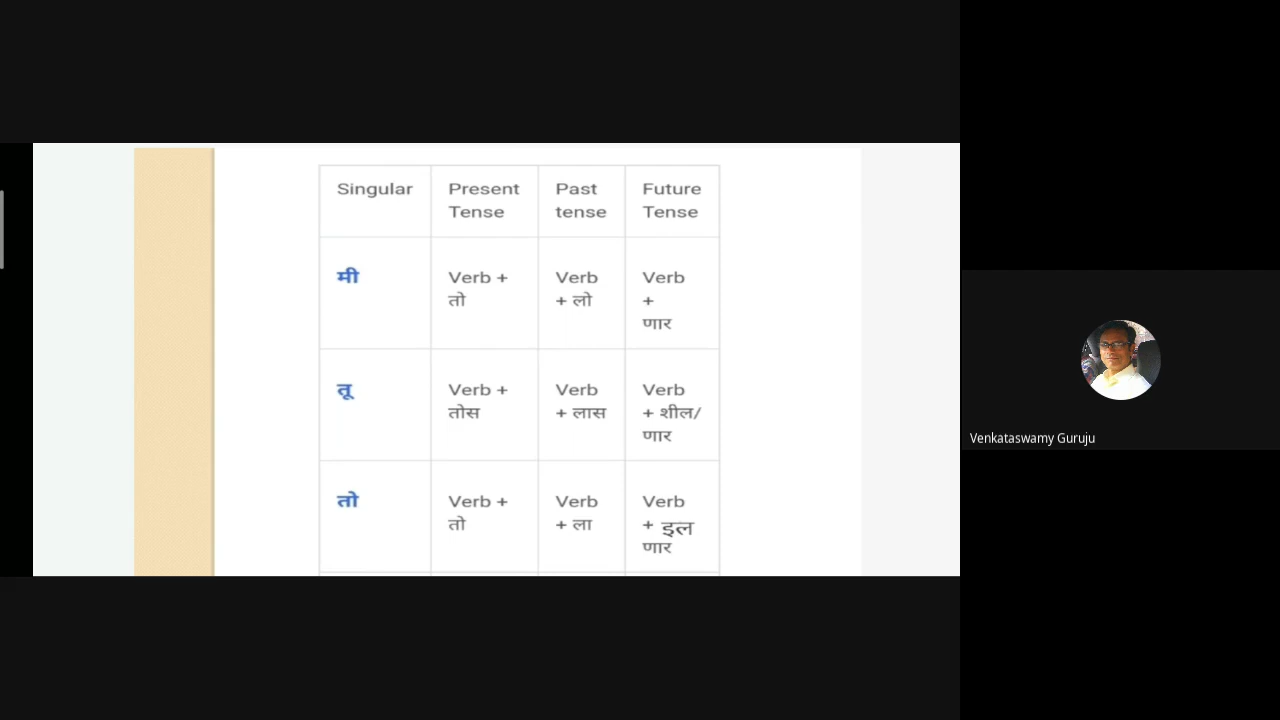 Singular
Present Tense
Past tense
Future Tense
मी
Verb +
तो
Verb
+ लो
Verb
+
णार
तू
Verb +
तोस
Verb
+ लास
Verb
+ शील/
णार
तो
Verb +
तो
Verb
+ ला
Verb
+ इल
णार
Venkataswamy Guruju